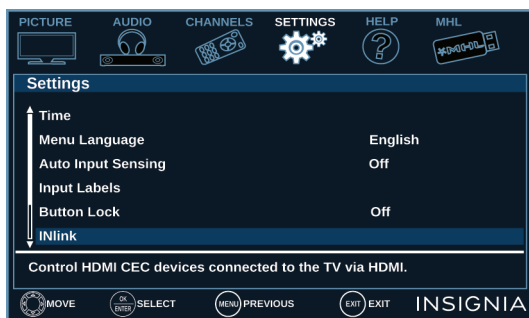 PICTURE AUDIO CHANNELS SETTINGS HELP MHL
MHL
Settings
Time
Menu Language English
Auto Input Sensing Off
Input Labels
Button Lock Off
INlink
Control HDMI CEC devices connected to the TV via HDMI.
MOVE OK ENTER SELECT MENU PREVIOUS EXIT EXIT INSIGNIA